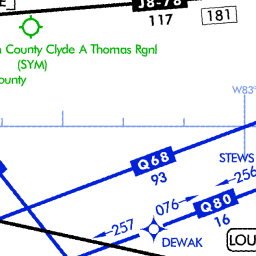 J8-78
117
181
County Clyde A Thomas Rgnl
(SYM)
ounty
W83°
Q68
93
STEWS
256
076
Q80
16
257
DEWAK
LOU